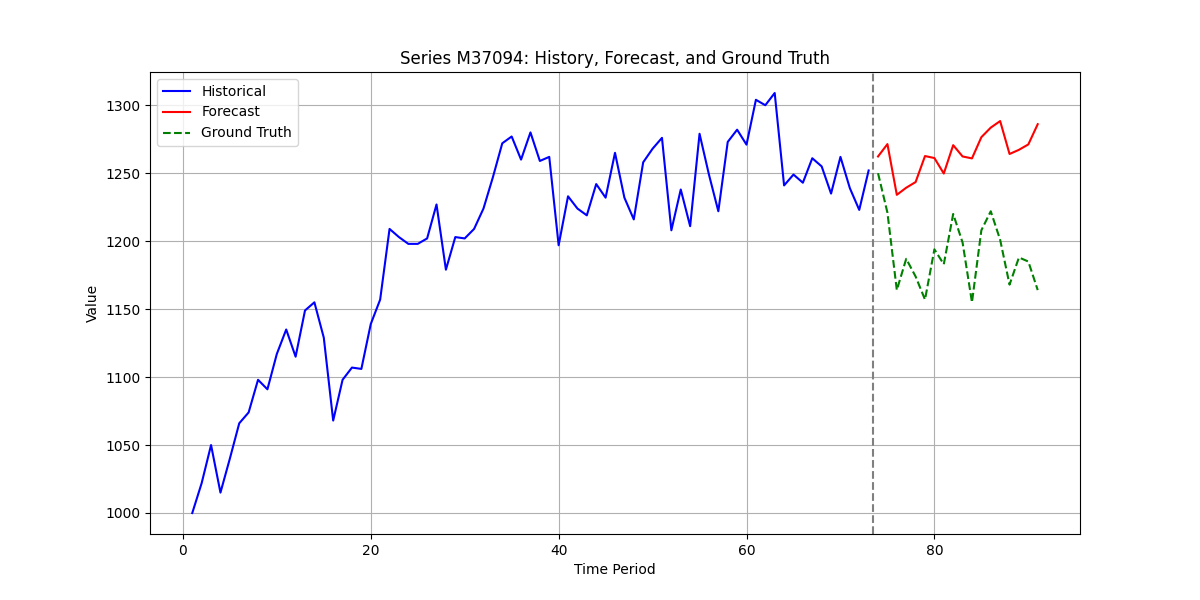 Series M37094: History, Forecast, and Ground Truth
Historical
Forecast
Ground Truth
1300
1250
1200
1150
1100
1050
1000
Value
0 20 40 60 80
Time Period